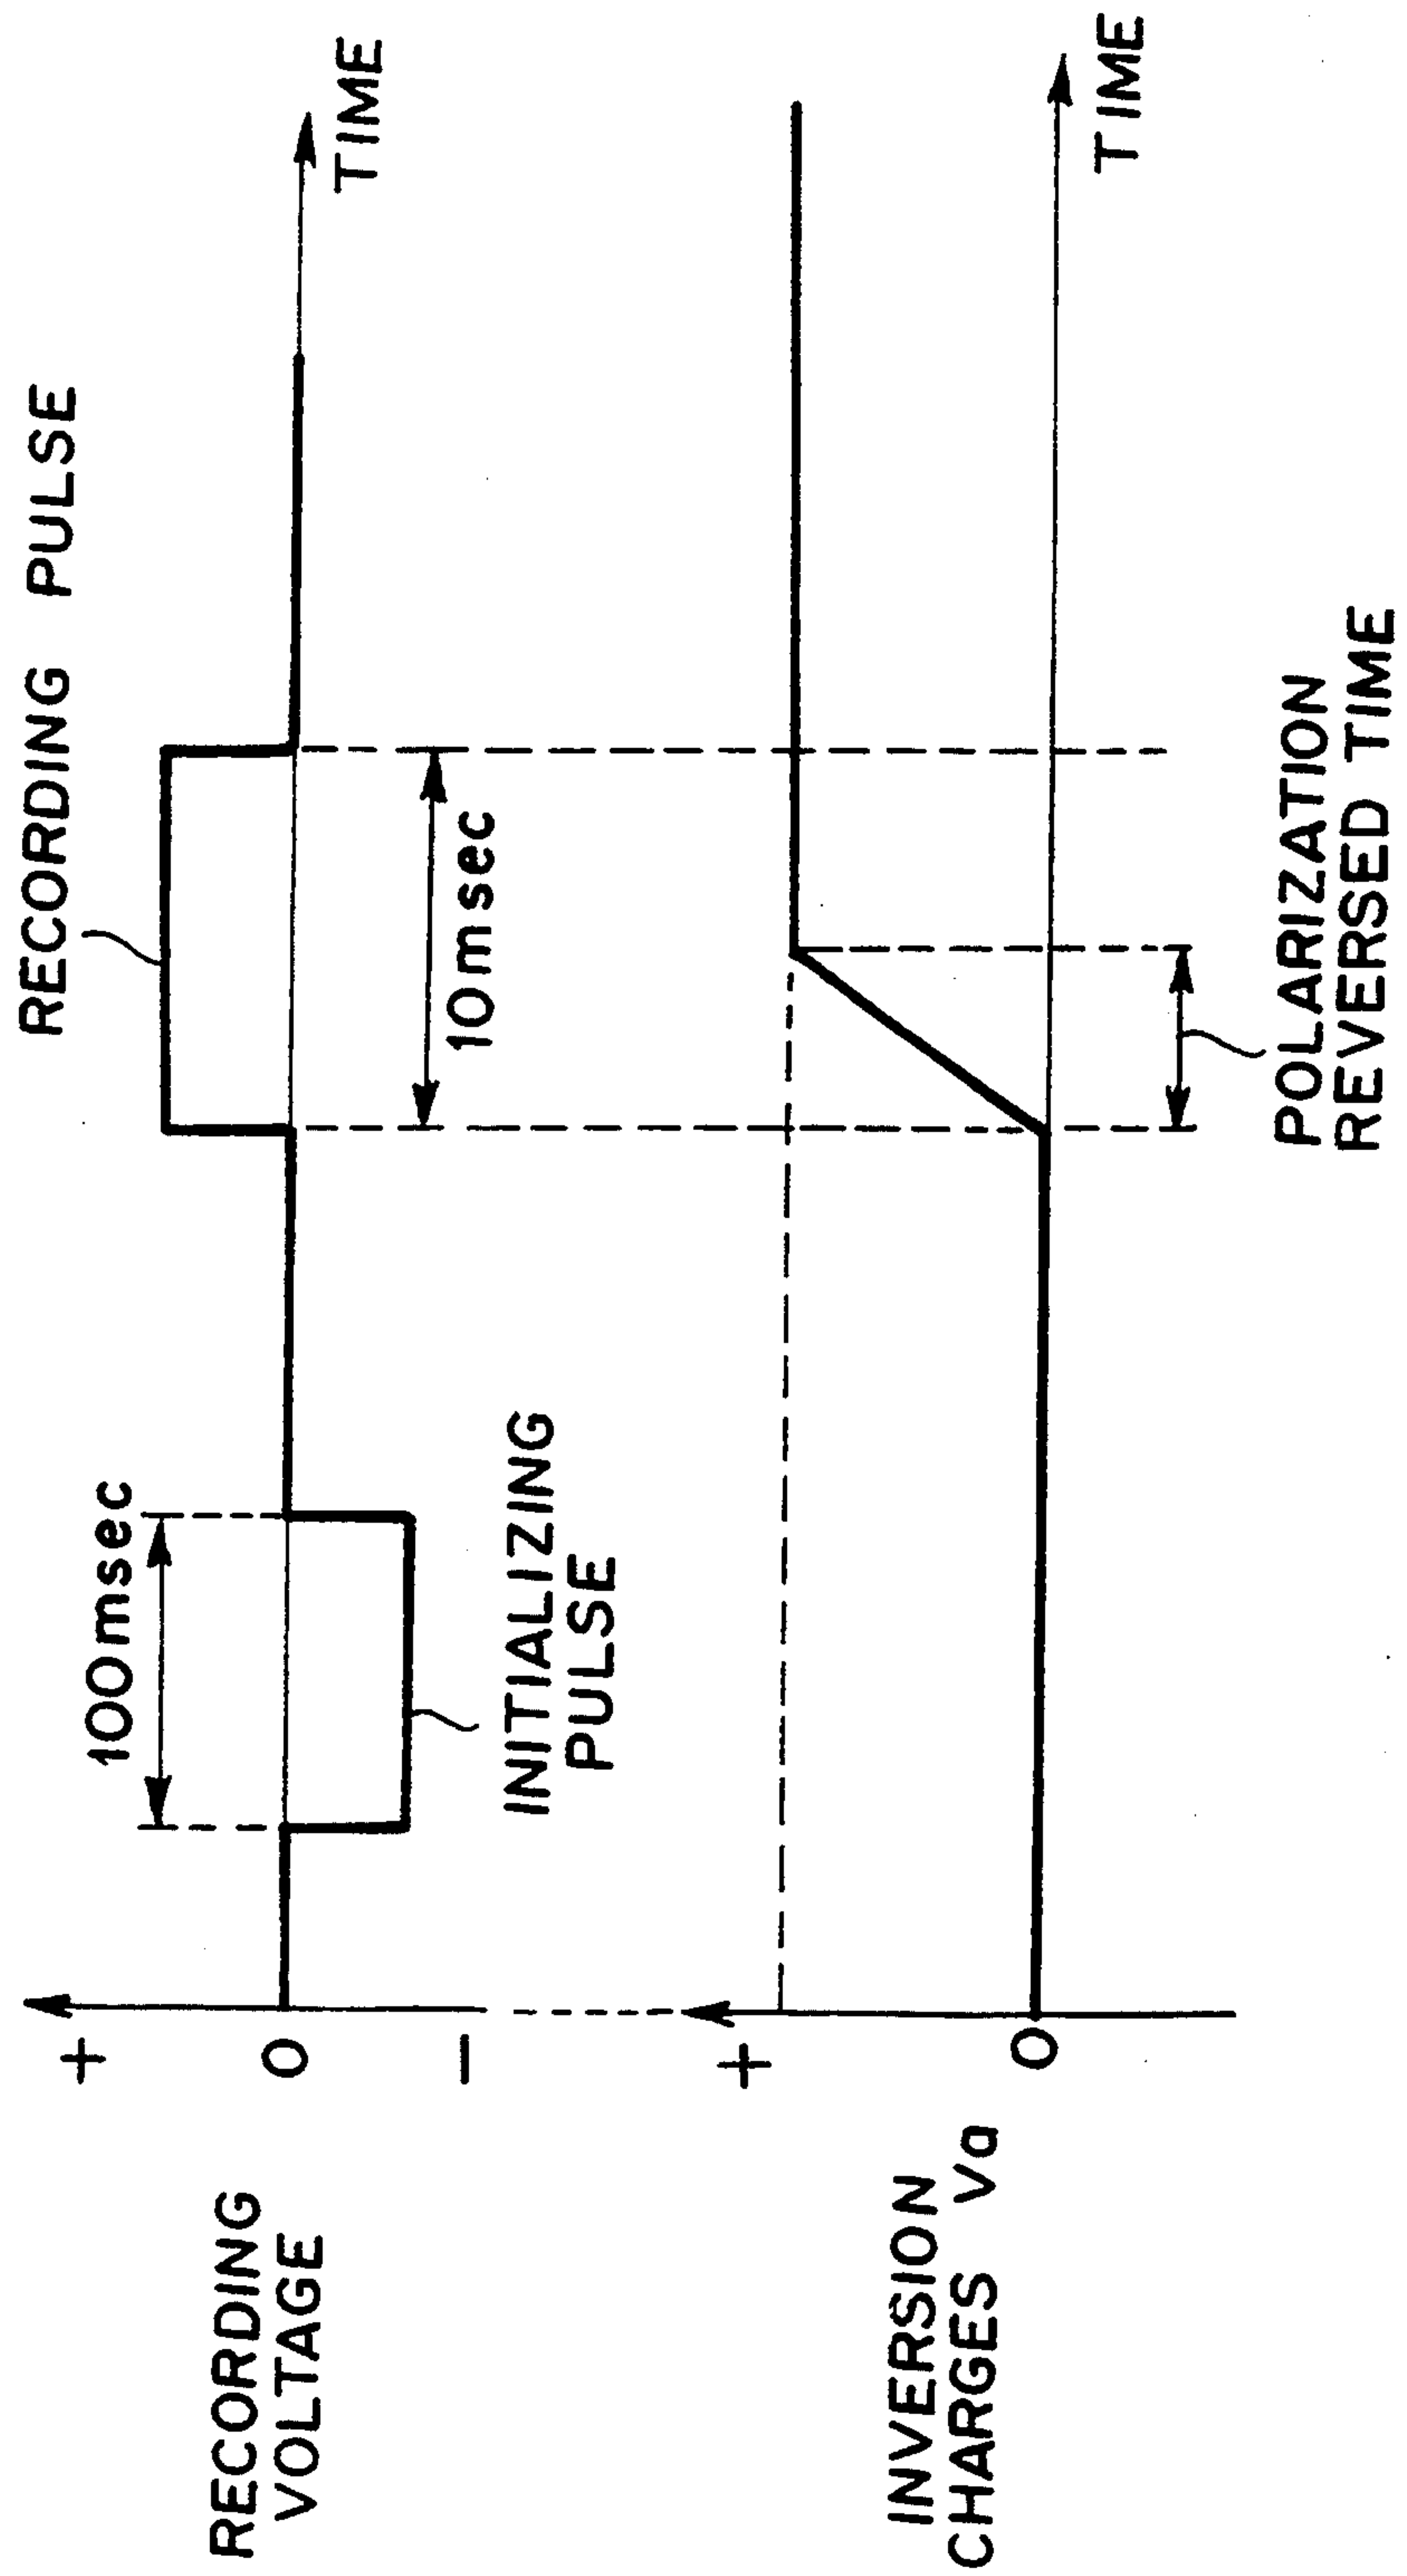 RECORDING PULSE
100msec
+
RECORDING
VOLTAGE
0
TIME
10msec
−
INITIALIZING
PULSE
+
INVERSION
CHARGES Va
0
TIME
POLARIZATION
REVERSED TIME